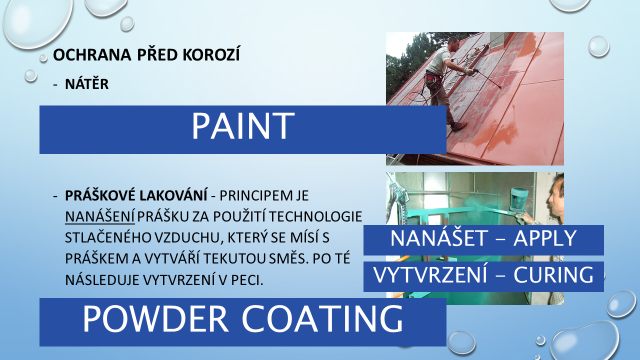 OCHRANA PŘED KOROZÍ
- NÁTĚR
PAINT
- PRÁŠKOVÉ LAKOVÁNÍ - PRINCIPEM JE
NANÁŠENÍ PRÁŠKU ZA POUŽITÍ TECHNOLOGIE
STLAČENÉHO VZDUCHU, KTERÝ SE MÍSÍ S
PRÁŠKEM A VYTVÁŘÍ TEKUTOU SMĚS. PO TÉ
NÁSLEDUJE VYTVRZENÍ V PECI.
NANÁŠET – APPLY
VYTVRZENÍ – CURING
POWDER COATING